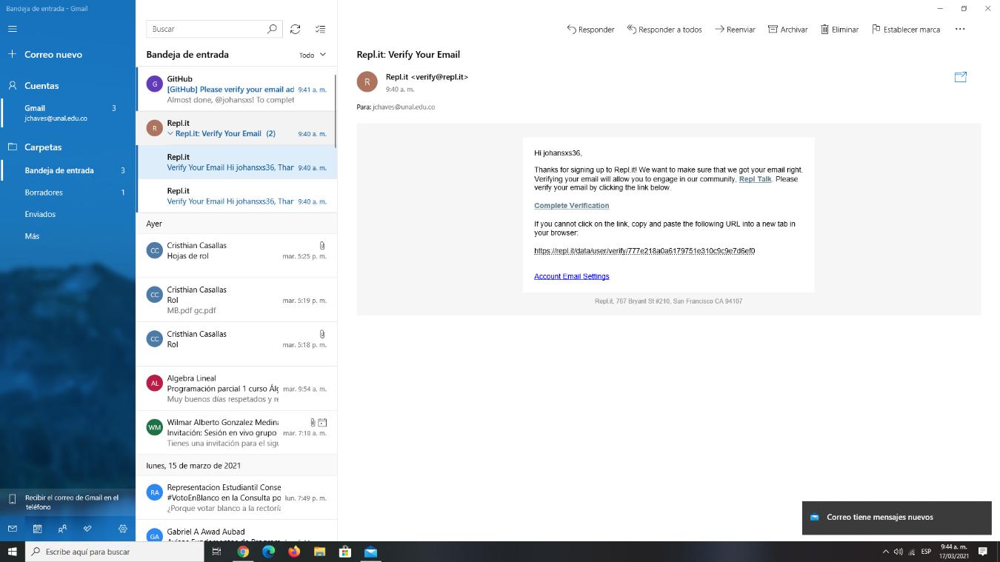 Bandeja de entrada - Gmail
Correo nuevo
Cuentas
Gmail 3
jchaves@unal.edu.co
Carpetas
Bandeja de entrada 3
Borradores 1
Enviados
Más
Recibir el correo de Gmail en el
teléfono
Buscar
Bandeja de entrada Todo
G
GitHub
[GitHub] Please verify your email ad 9:41 a. m.
Almost done, @johansxs! To complet
R
Repl.it
Repl.it: Verify Your Email (2) 9:40 a. m.
Repl.it
Verify Your Email Hi johansxs36, Thar 9:40 a. m.
Repl.it
Verify Your Email Hi johansxs36, Thar 9:40 a. m.
Ayer
CC
Cristhian Casallas
Hojas de rol mar. 5:25 p. m.
CC
Cristhian Casallas
Rol mar. 5:19 p. m.
MB.pdf gc.pdf
CC
Cristhian Casallas
Rol mar. 5:18 p. m.
AL
Algebra Lineal
Programación parcial 1 curso Álg mar. 9:54 a. m.
Muy buenos días respetados y re
WM
Wilmar Alberto Gonzalez Medina
Invitación: Sesión en vivo grupo mar. 7:18 a. m.
Tienes una invitación para el sigu
lunes, 15 de marzo de 2021
RA
Representacion Estudiantil Conse
#VotoEnBlanco en la Consulta po lun. 7:49 p. m.
¿Porque votar blanco a la rectoría
GA
Gabriel A Awad Aubad
Responder Responder a todos Reenviar Archivar Eliminar Establecer marca
Repl.it: Verify Your Email
R
Repl.it <verify@repl.it>
9:40 a. m.
Para: jchaves@unal.edu.co
Hi johansxs36,
Thanks for signing up to Repl.it! We want to make sure that we got your email right.
Verifying your email will allow you to engage in our community, Repl Talk. Please
verify your email by clicking the link below.
Complete Verification
If you cannot click on the link, copy and paste the following URL into a new tab in
your browser:
https://repl.it/data/user/verify/777e218a0a6179751e310c9c9e7d6ef0
Account Email Settings
Repl.it, 767 Bryant St #210, San Francisco CA 94107
Correo tiene mensajes nuevos
Escribe aquí para buscar
ESP
9:44 a. m.
17/03/2021